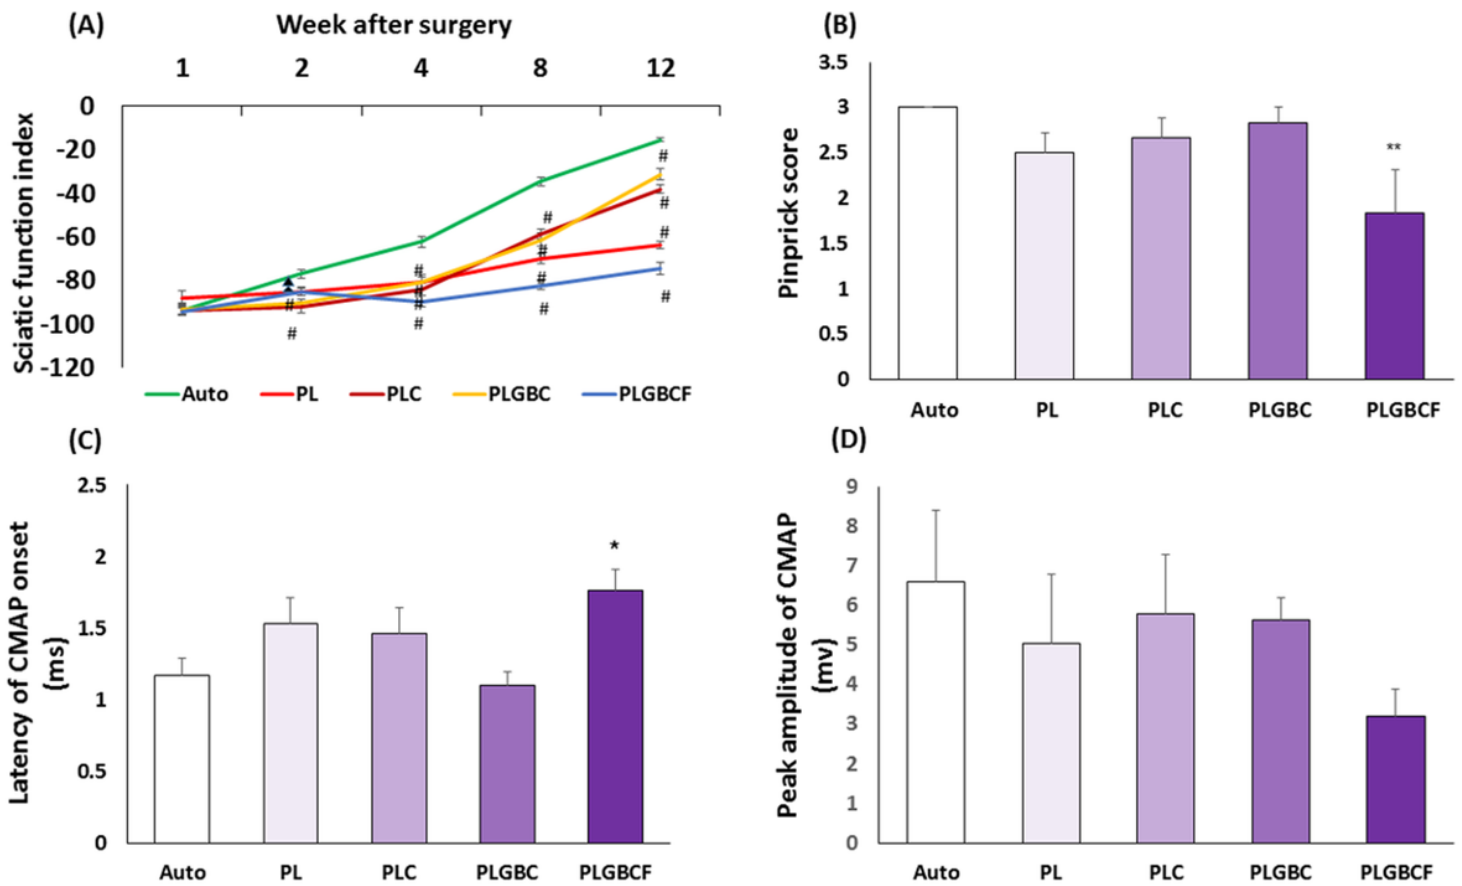 (A)
Week after surgery
1 2 4 8 12
Sciatic function index
0
-20
-40
-60
-80
-100
-120
#
#
#
#
#
#
#
#
#
#
#
#
#
#
Auto PL PLC PLGBC PLGBCF
(B)
Pinprick score
3.5
3
2.5
2
1.5
1
0.5
0
**
Auto PL PLC PLGBC PLGBCF
(C)
Latency of CMAP onset
(ms)
2.5
2
1.5
1
0.5
0
*
Auto PL PLC PLGBC PLGBCF
(D)
Peak amplitude of CMAP
(mv)
9
8
7
6
5
4
3
2
1
0
Auto PL PLC PLGBC PLGBCF